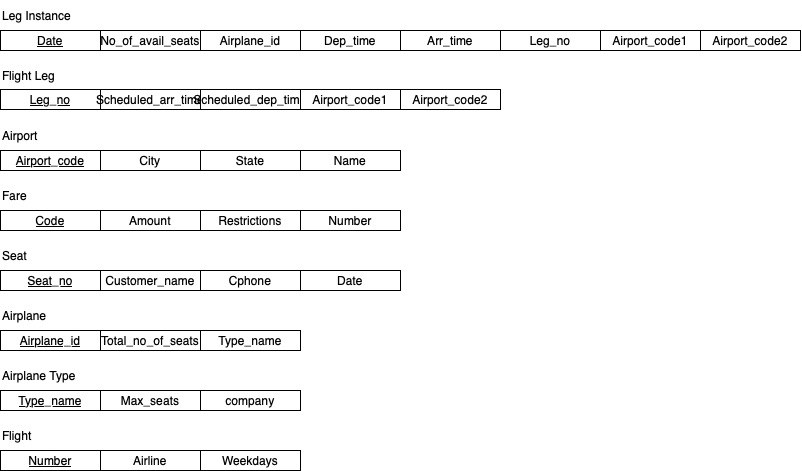 Leg Instance
Date No_of_avail_seats Airplane_id Dep_time Arr_time Leg_no Airport_code1 Airport_code2
Flight Leg
Leg_no Scheduled_arr_time Scheduled_dep_time Airport_code1 Airport_code2
Airport
Airport_code City State Name
Fare
Code Amount Restrictions Number
Seat
Seat_no Customer_name Cphone Date
Airplane
Airplane_id Total_no_of_seats Type_name
Airplane Type
Type_name Max_seats company
Flight
Number Airline Weekdays